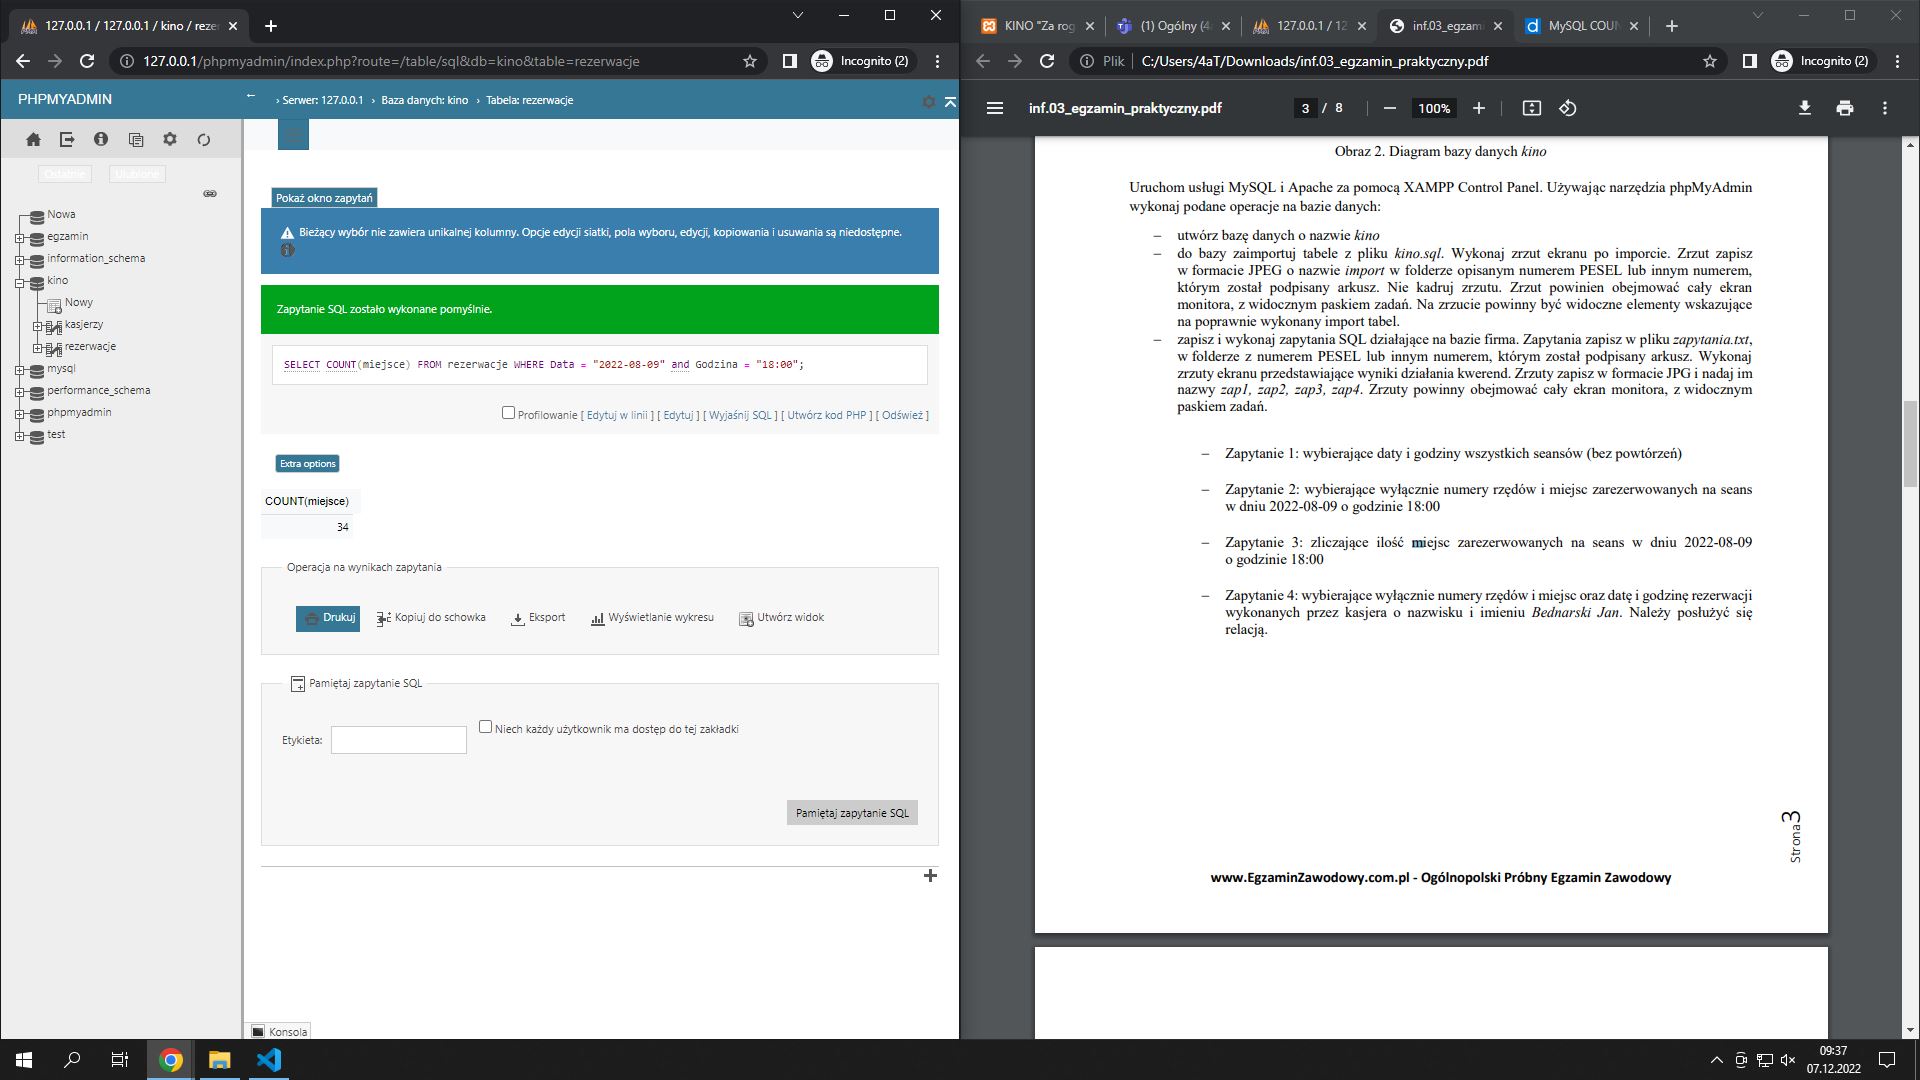 127.0.0.1 / 127.0.0.1 / kino / reze
127.0.0.1/phpmyadmin/index.php?route=/table/sql&db=kino&table=rezerwacje
Incognito (2)
PHPMYADMIN
← › Serwer: 127.0.0.1 › Baza danych: kino › Tabela: rezerwacje
Ostatnie Ulubione
Nowa
egzamin
information_schema
kino
Nowy
kasjerzy
rezerwacje
mysql
performance_schema
phpmyadmin
test
Pokaż okno zapytań
Bieżący wybór nie zawiera unikalnej kolumny. Opcje edycji siatki, pola wyboru, edycji, kopiowania i usuwania są niedostępne.
Zapytanie SQL zostało wykonane pomyślnie.
SELECT COUNT(miejsce) FROM rezerwacje WHERE Data = "2022-08-09" and Godzina = "18:00";
Profilowanie [ Edytuj w linii ] [ Edytuj ] [ Wyjaśnij SQL ] [ Utwórz kod PHP ] [ Odśwież ]
Extra options
COUNT(miejsce)
34
Operacja na wynikach zapytania
Drukuj Kopiuj do schowka Eksport Wyświetlanie wykresu Utwórz widok
Pamiętaj zapytanie SQL
Etykieta: Niech każdy użytkownik ma dostęp do tej zakładki
Pamiętaj zapytanie SQL
Konsola
KINO "Za rog
(1) Ogólny (4
127.0.0.1 / 12
inf.03_egzam
MySQL COUN
Plik C:/Users/4aT/Downloads/inf.03_egzamin_praktyczny.pdf
Incognito (2)
inf.03_egzamin_praktyczny.pdf 3 / 8 100%
Obraz 2. Diagram bazy danych kino
Uruchom usługi MySQL i Apache za pomocą XAMPP Control Panel. Używając narzędzia phpMyAdmin
wykonaj podane operacje na bazie danych:
– utwórz bazę danych o nazwie kino
– do bazy zaimportuj tabele z pliku kino.sql. Wykonaj zrzut ekranu po imporcie. Zrzut zapisz
w formacie JPEG o nazwie import w folderze opisanym numerem PESEL lub innym numerem,
którym został podpisany arkusz. Nie kadruj zrzutu. Zrzut powinien obejmować cały ekran
monitora, z widocznym paskiem zadań. Na zrzucie powinny być widoczne elementy wskazujące
na poprawnie wykonany import tabel.
– zapisz i wykonaj zapytania SQL działające na bazie firma. Zapytania zapisz w pliku zapytania.txt,
w folderze z numerem PESEL lub innym numerem, którym został podpisany arkusz. Wykonaj
zrzuty ekranu przedstawiające wyniki działania kwerend. Zrzuty zapisz w formacie JPG i nadaj im
nazwy zap1, zap2, zap3, zap4. Zrzuty powinny obejmować cały ekran monitora, z widocznym
paskiem zadań.
– Zapytanie 1: wybierające daty i godziny wszystkich seansów (bez powtórzeń)
– Zapytanie 2: wybierające wyłącznie numery rzędów i miejsc zarezerwowanych na seans
w dniu 2022-08-09 o godzinie 18:00
– Zapytanie 3: zliczające ilość miejsc zarezerwowanych na seans w dniu 2022-08-09
o godzinie 18:00
– Zapytanie 4: wybierające wyłącznie numery rzędów i miejsc oraz datę i godzinę rezerwacji
wykonanych przez kasjera o nazwisku i imieniu Bednarski Jan. Należy posłużyć się
relacją.
Strona3
www.EgzaminZawodowy.com.pl - Ogólnopolski Próbny Egzamin Zawodowy
09:37
07.12.2022